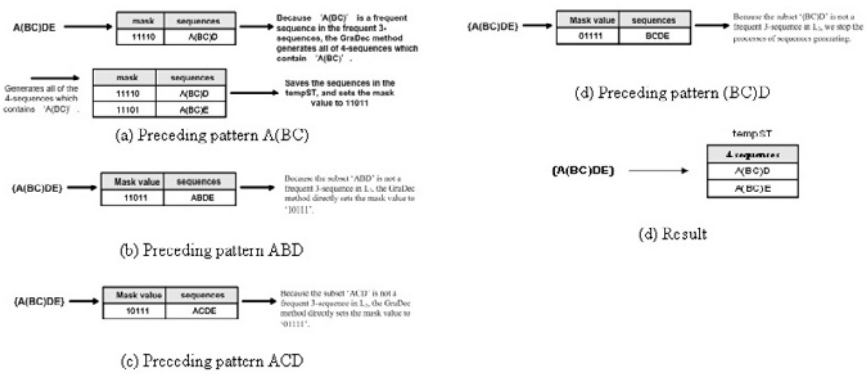 A(BC)DE
mask sequences
11110 A(BC)D
Because 'A(BC)' is a frequent
sequence in the frequent 3-
sequences, the GraDec method
generates all of 4-sequences which
contain 'A(BC)'.
Generates all of the
4-sequences which
contains 'A(BC)'.
mask sequences
11110 A(BC)D
11101 A(BC)E
Saves the sequences in the
tempST, and sets the mask
value to 11011
(a) Preceding pattern A(BC)
{A(BC)DE}
Mask value sequences
11011 ABDE
Because the subset 'ABD' is not a
frequent 3-sequence in L₃, the GraDec
method directly sets the mask value to
'10111'.
(b) Preceding pattern ABD
{A(BC)DE}
Mask value sequences
10111 ACDE
Because the subset 'ACD' is not a
frequent 3-sequence in L₃, the GraDec
method directly sets the mask value to
'01111'.
(c) Preceding pattern ACD
{A(BC)DE}
Mask value sequences
01111 BCDE
Because the subset '(BC)D' is not a
frequent 3-sequence in L₃, we stop the
processes of sequences generating.
(d) Preceding pattern (BC)D
tempST
{A(BC)DE}
4 sequences
A(BC)D
A(BC)E
(d) Result